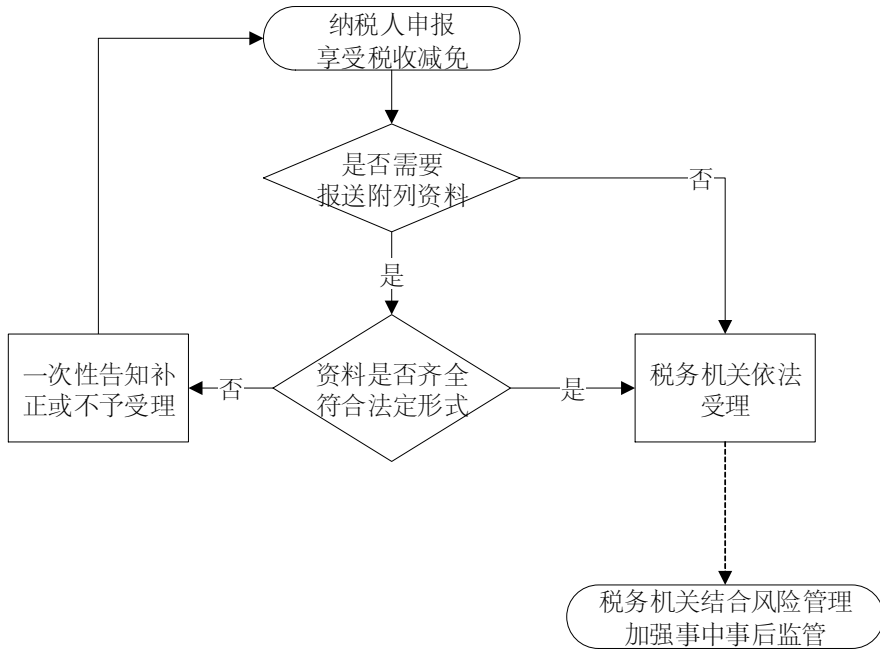 纳税人申报
享受税收减免
是否需要
报送附列资料
否
是
一次性告知补
正或不予受理
否
资料是否齐全
符合法定形式
是
税务机关依法
受理
税务机关结合风险管理
加强事中事后监管